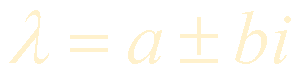 λ = a ± bi